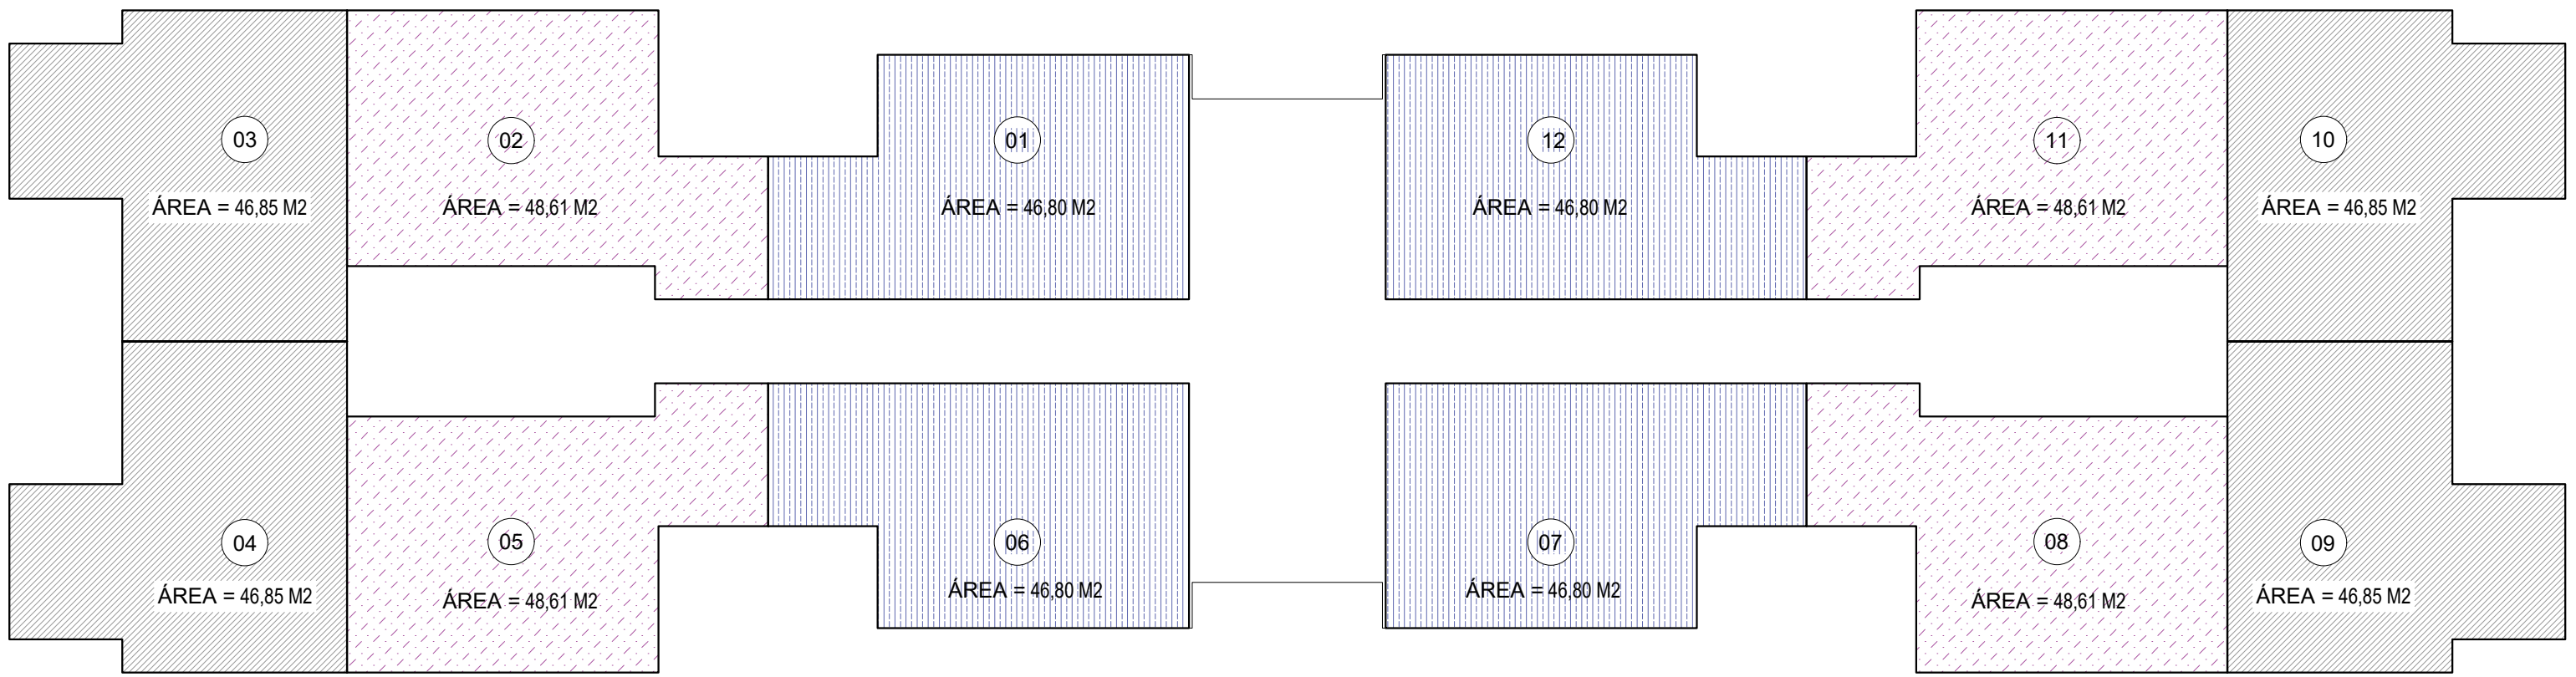 03
02
01
12
11
10
ÁREA = 46,85 M2
ÁREA = 48,61 M2
ÁREA = 46,80 M2
ÁREA = 46,80 M2
ÁREA = 48,61 M2
ÁREA = 46,85 M2
04
05
06
07
08
09
ÁREA = 46,85 M2
ÁREA = 48,61 M2
ÁREA = 46,80 M2
ÁREA = 46,80 M2
ÁREA = 48,61 M2
ÁREA = 46,85 M2